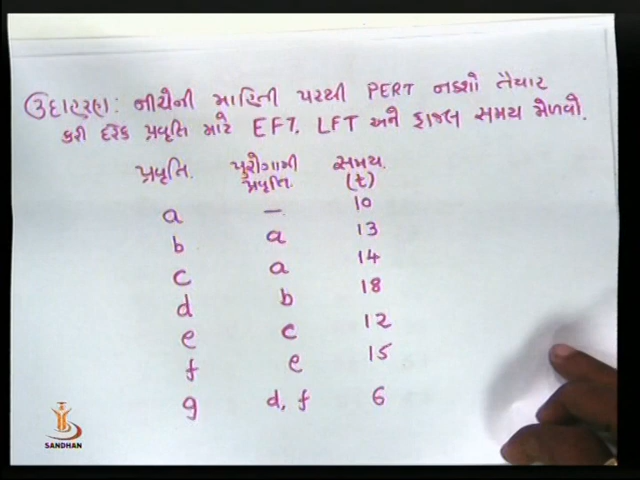 ઉદાહરણ: નીચેની માહિતી પરથી PERT નકશો તૈયાર
કરી દરેક પ્રવૃતિ માટે EFT, LFT અને ફાજલ સમય મેળવો.
પ્રવૃતિ. પુરોગામી પ્રવૃતિ. સમય. (t)
a — 10
b a 13
c a 14
d b 18
e c 12
f e 15
g d, f 6
SANDHAN